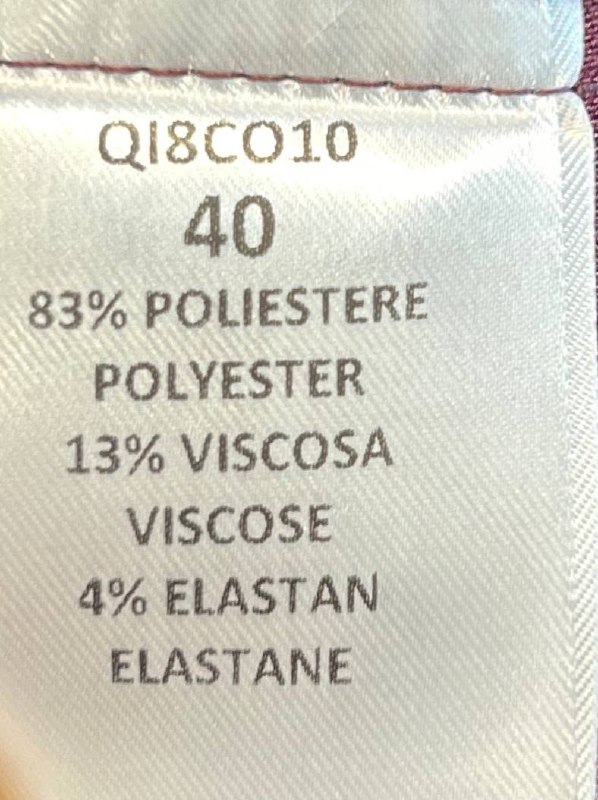 QI8CO10
40
83% POLIESTERE
POLYESTER
13% VISCOSA
VISCOSE
4% ELASTAN
ELASTANE